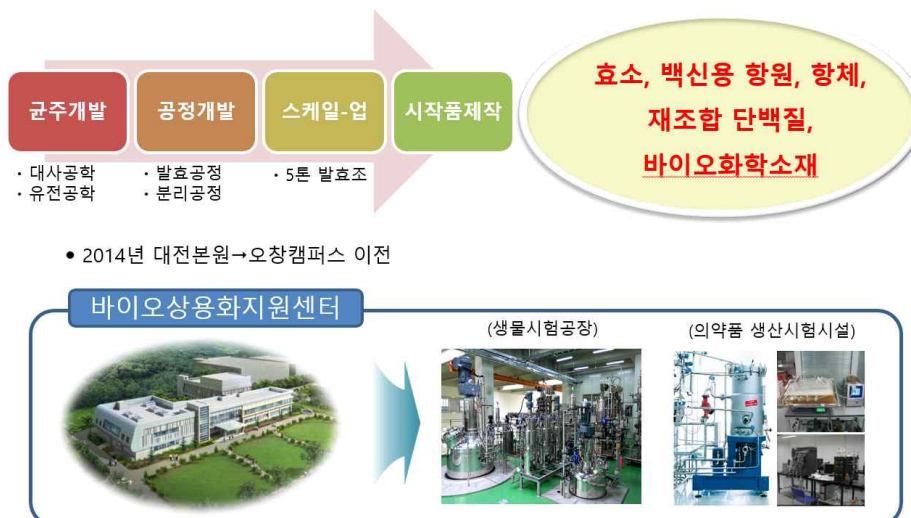 균주개발
공정개발
스케일-업
시작품제작
· 대사공학
· 유전공학
· 발효공정
· 분리공정
· 5톤 발효조
효소, 백신용 항원, 항체,
재조합 단백질,
바이오화학소재
• 2014년 대전본원→오창캠퍼스 이전
바이오상용화지원센터
(생물시험공장)
(의약품 생산시험시설)